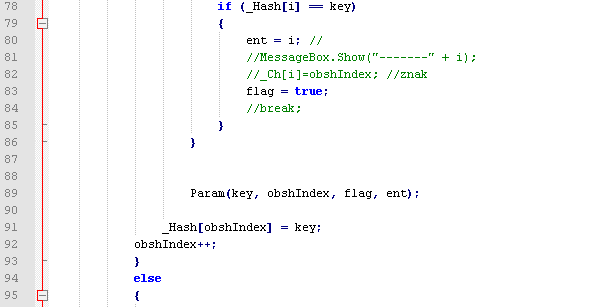 78 if (_Hash[i] == key)
79 {
80 ent = i; //
81 //MessageBox.Show("-------" + i);
82 //_Ch[i]=obshIndex; //znak
83 flag = true;
84 //break;
85 }
86 }
87
88
89 Param(key, obshIndex, flag, ent);
90
91 _Hash[obshIndex] = key;
92 obshIndex++;
93 }
94 else
95 {